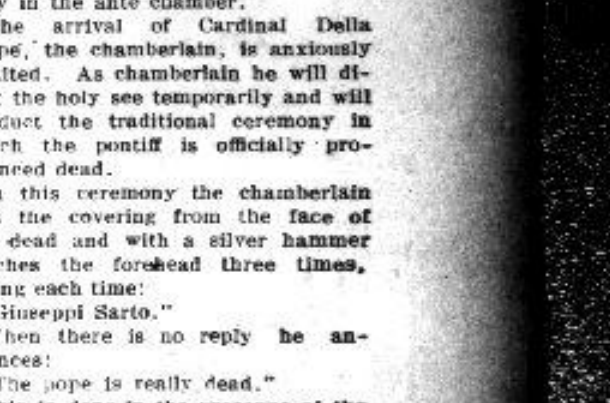 in the ante chamber.
he arrival of Cardinal Della
pe, the chamberlain, is anxiously
ited. As chamberlain he will di-
the holy see temporarily and will
duct the traditional ceremony in
ch the pontiff is officially pro-
nced dead.
this ceremony the chamberlain
the covering from the face of
dead and with a silver hammer
ches the forehead three times,
ng each time:
Giuseppi Sarto."
hen there is no reply he an-
nces:
The pope is really dead."